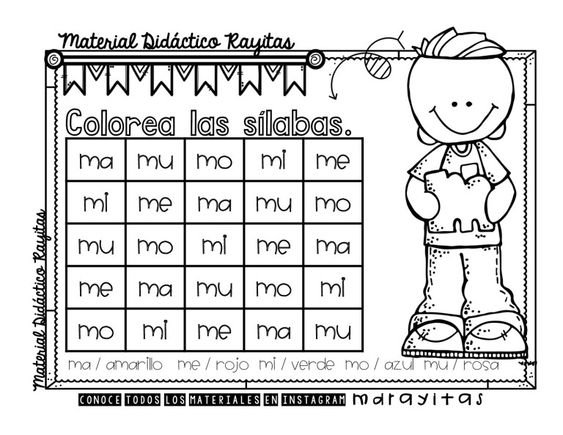 Material Didáctico Rayitas
Colorea las sílabas.
ma mu mo mi me
mi me ma mu mo
mu mo mi me ma
me ma mu mo mi
mo mi me ma mu
ma / amarillo me / rojo mi / verde mo / azul mu / rosa
Material Didáctico Rayitas
CONOCE TODOS LOS MATERIALES EN INSTAGRAM marayitas